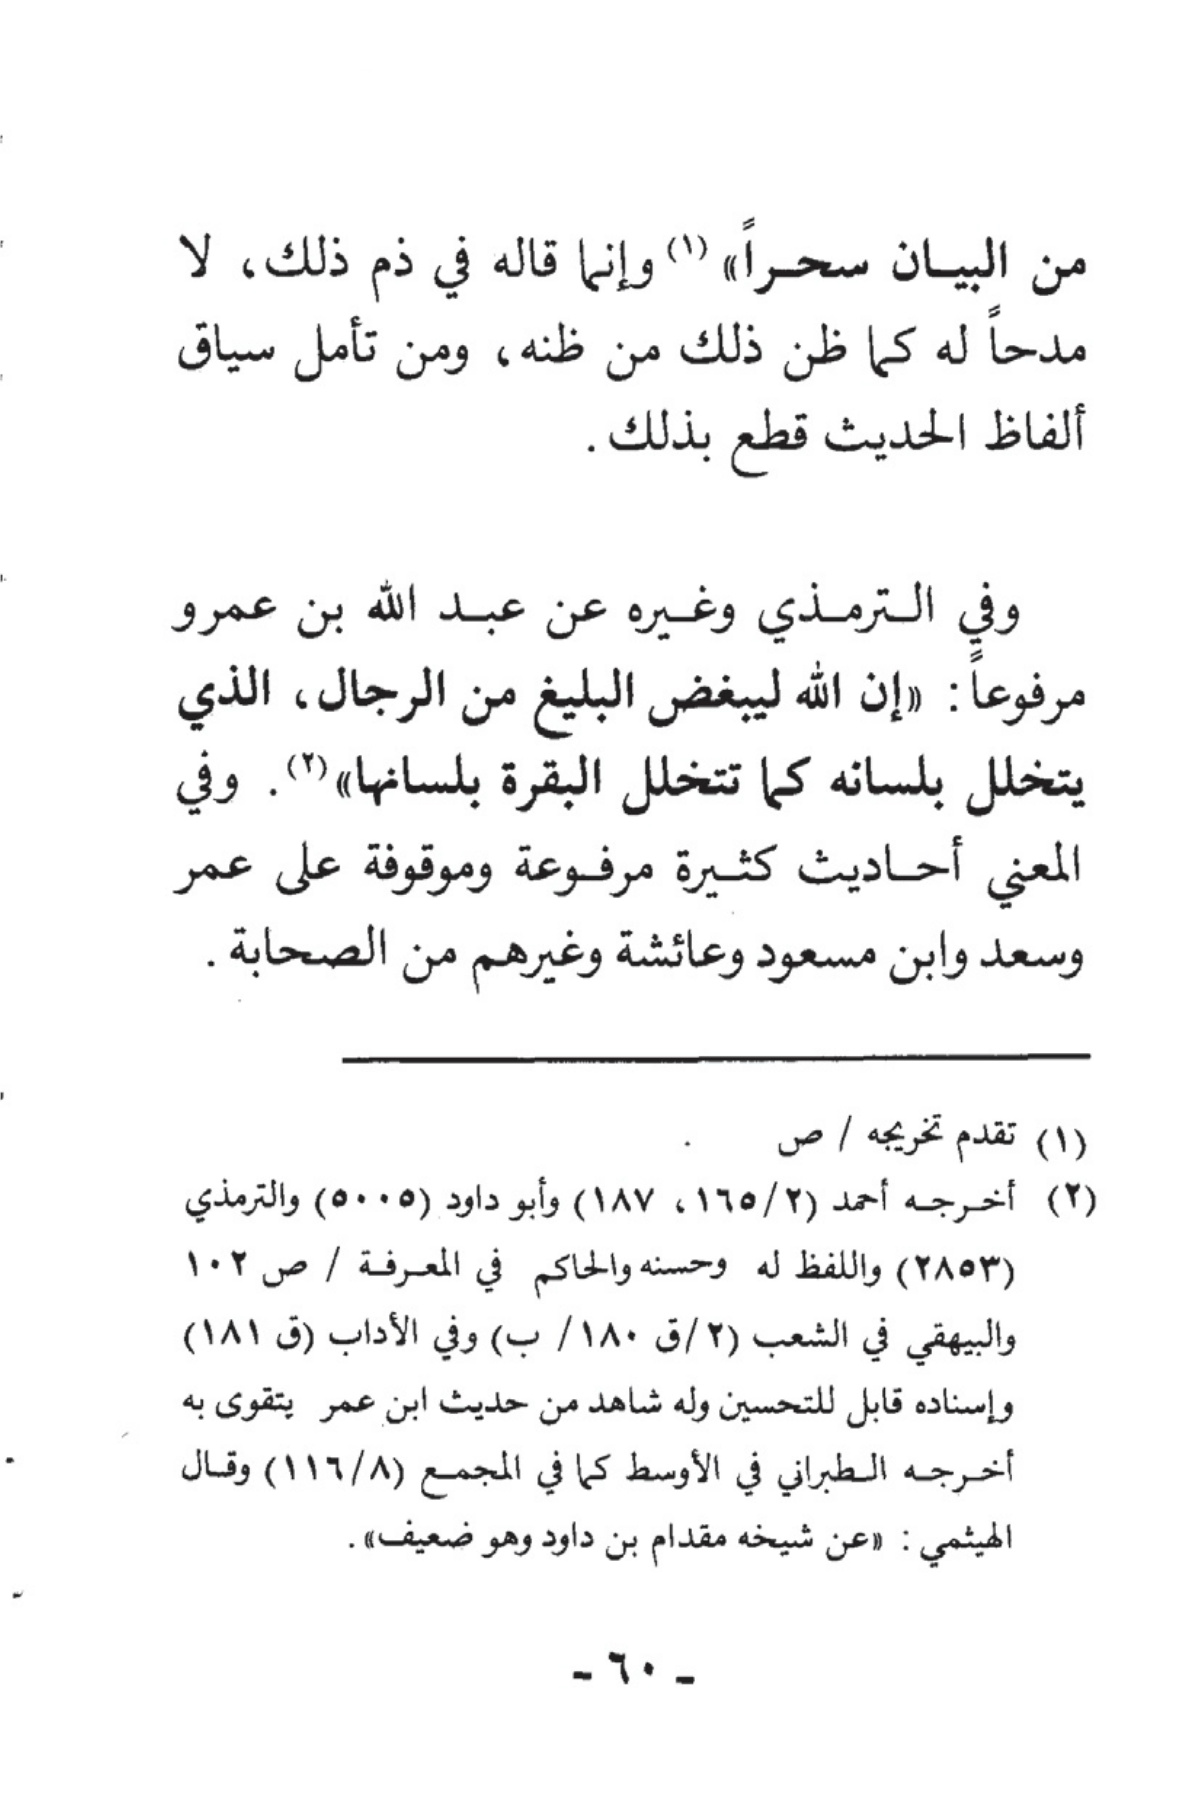 من البيان سحراً»(١) وإنما قاله في ذم ذلك، لا
مدحاً له كما ظن ذلك من ظنه، ومن تأمل سياق
ألفاظ الحديث قطع بذلك.
وفي الترمذي وغيره عن عبد الله بن عمرو
مرفوعاً: «إن الله ليبغض البليغ من الرجال، الذي
يتخلل بلسانه كما تتخلل البقرة بلسانها»(٢). وفي
المعني أحاديث كثيرة مرفوعة وموقوفة على عمر
وسعد وابن مسعود وعائشة وغيرهم من الصحابة.
(١) تقدم تخريجه / ص .
(٢) أخرجه أحمد (٢/١٦٥، ١٨٧) وأبو داود (٥٠٠٥) والترمذي
(٢٨٥٣) واللفظ له وحسنه والحاكم في المعرفة / ص ١٠٢
والبيهقي في الشعب (٢/ق ١٨٠/ ب) وفي الأداب (ق ١٨١)
وإسناده قابل للتحسين وله شاهد من حديث ابن عمر يتقوى به
أخرجه الطبراني في الأوسط كما في المجمع (٨/١١٦) وقال
الهيثمي: «عن شيخه مقدام بن داود وهو ضعيف».
- ٦٠ -